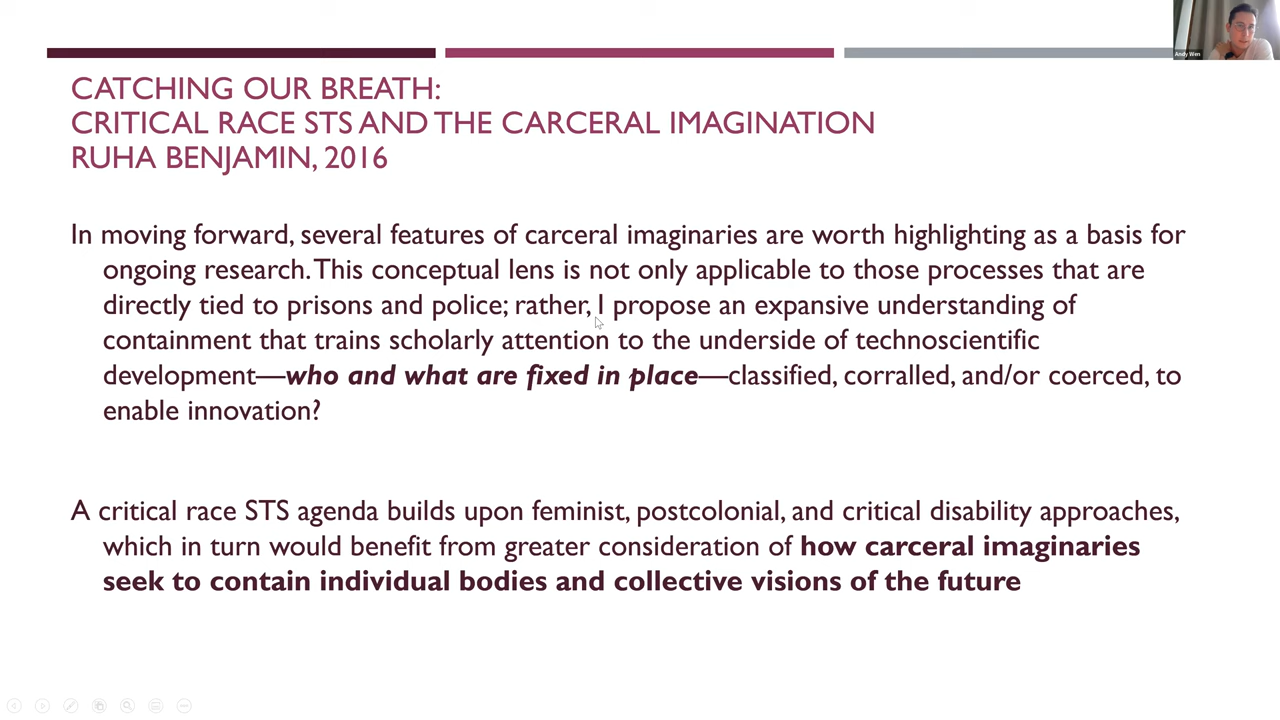 Andy Wen
CATCHING OUR BREATH:
CRITICAL RACE STS AND THE CARCERAL IMAGINATION
RUHA BENJAMIN, 2016
In moving forward, several features of carceral imaginaries are worth highlighting as a basis for
ongoing research. This conceptual lens is not only applicable to those processes that are
directly tied to prisons and police; rather, I propose an expansive understanding of
containment that trains scholarly attention to the underside of technoscientific
development—who and what are fixed in place—classified, corralled, and/or coerced, to
enable innovation?
A critical race STS agenda builds upon feminist, postcolonial, and critical disability approaches,
which in turn would benefit from greater consideration of how carceral imaginaries
seek to contain individual bodies and collective visions of the future